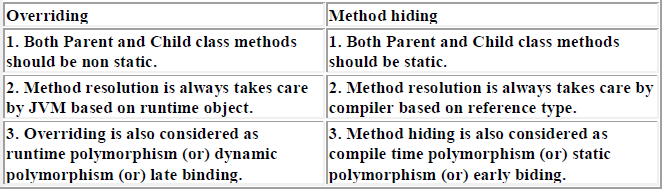 Overriding
Method hiding
1. Both Parent and Child class methods
should be non static.
1. Both Parent and Child class methods
should be static.
2. Method resolution is always takes care
by JVM based on runtime object.
2. Method resolution is always takes care by
compiler based on reference type.
3. Overriding is also considered as
runtime polymorphism (or) dynamic
polymorphism (or) late binding.
3. Method hiding is also considered as
compile time polymorphism (or) static
polymorphism (or) early biding.